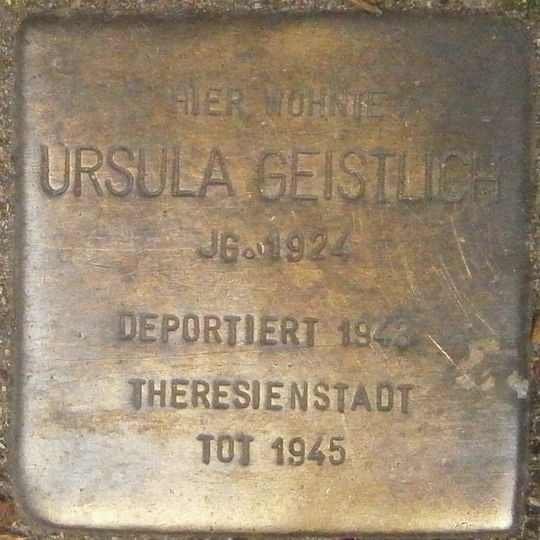 HIER WOHNTE
URSULA GEISTLICH
JG. 1924
DEPORTIERT 1943
THERESIENSTADT
TOT 1945